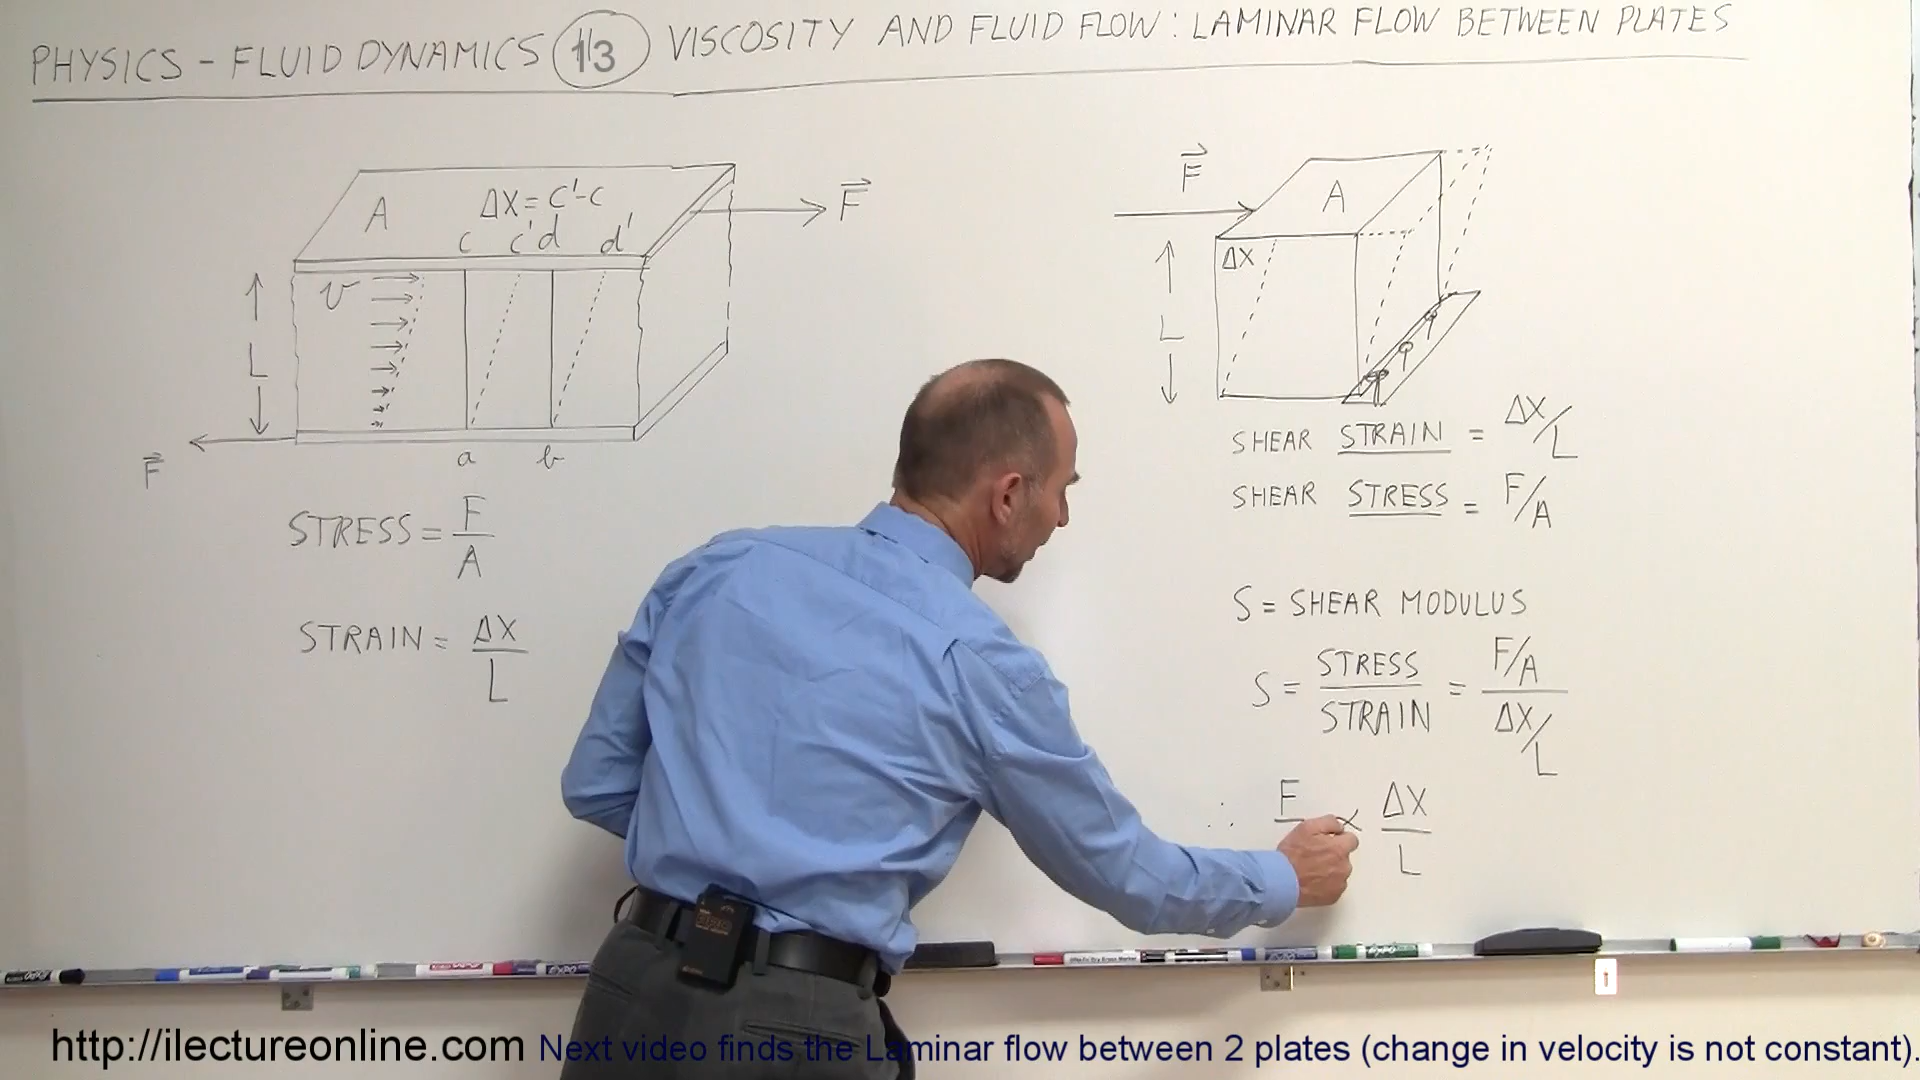 PHYSICS - FLUID DYNAMICS 13 VISCOSITY AND FLUID FLOW: LAMINAR FLOW BETWEEN PLATES
A ΔX = c'-c
c c' d d'
F⃗
v
L
F⃗
a b
STRESS = F/A
STRAIN = ΔX/L
F⃗
A
ΔX
L
SHEAR STRAIN = ΔX/L
SHEAR STRESS = F/A
S = SHEAR MODULUS
S = STRESS/STRAIN = F/A / ΔX/L
∴ F ∝ ΔX/L
EXPO
http://ilectureonline.com Next video finds the Laminar flow between 2 plates (change in velocity is not constant).